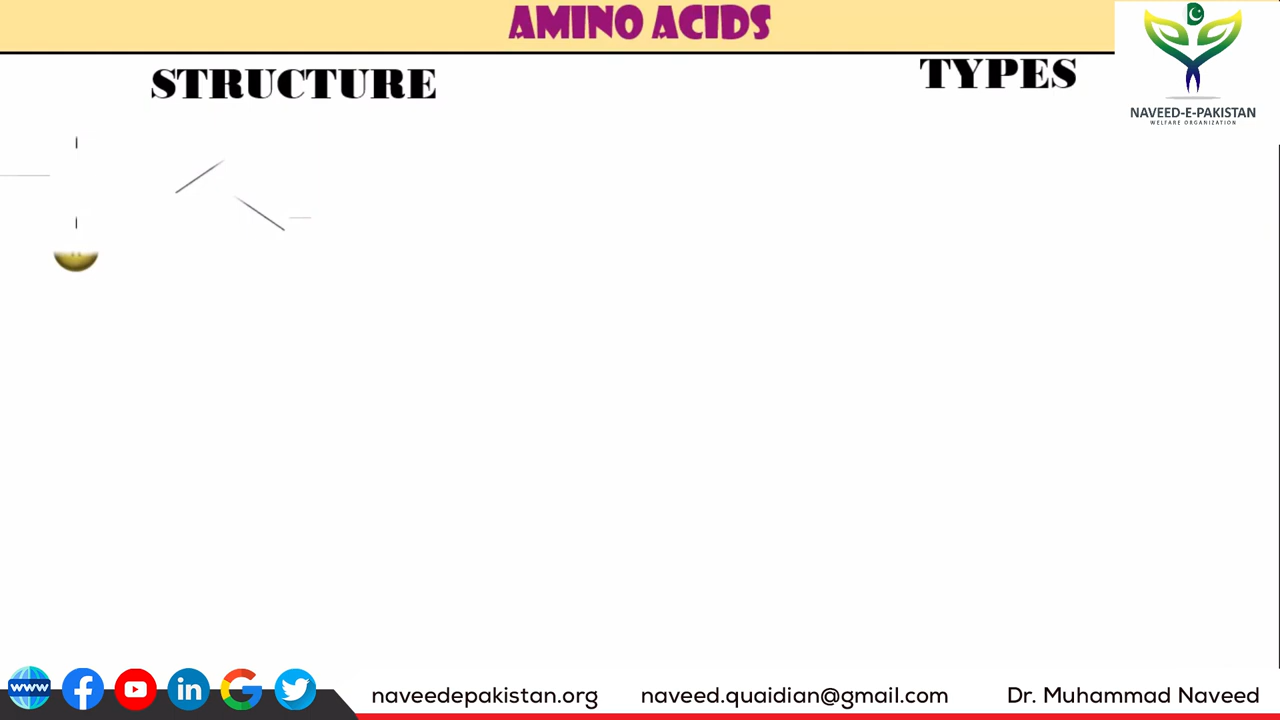 AMINO ACIDS
STRUCTURE
TYPES
NAVEED-E-PAKISTAN
WELFARE ORGANIZATION
www
naveedepakistan.org
naveed.quaidian@gmail.com
Dr. Muhammad Naveed